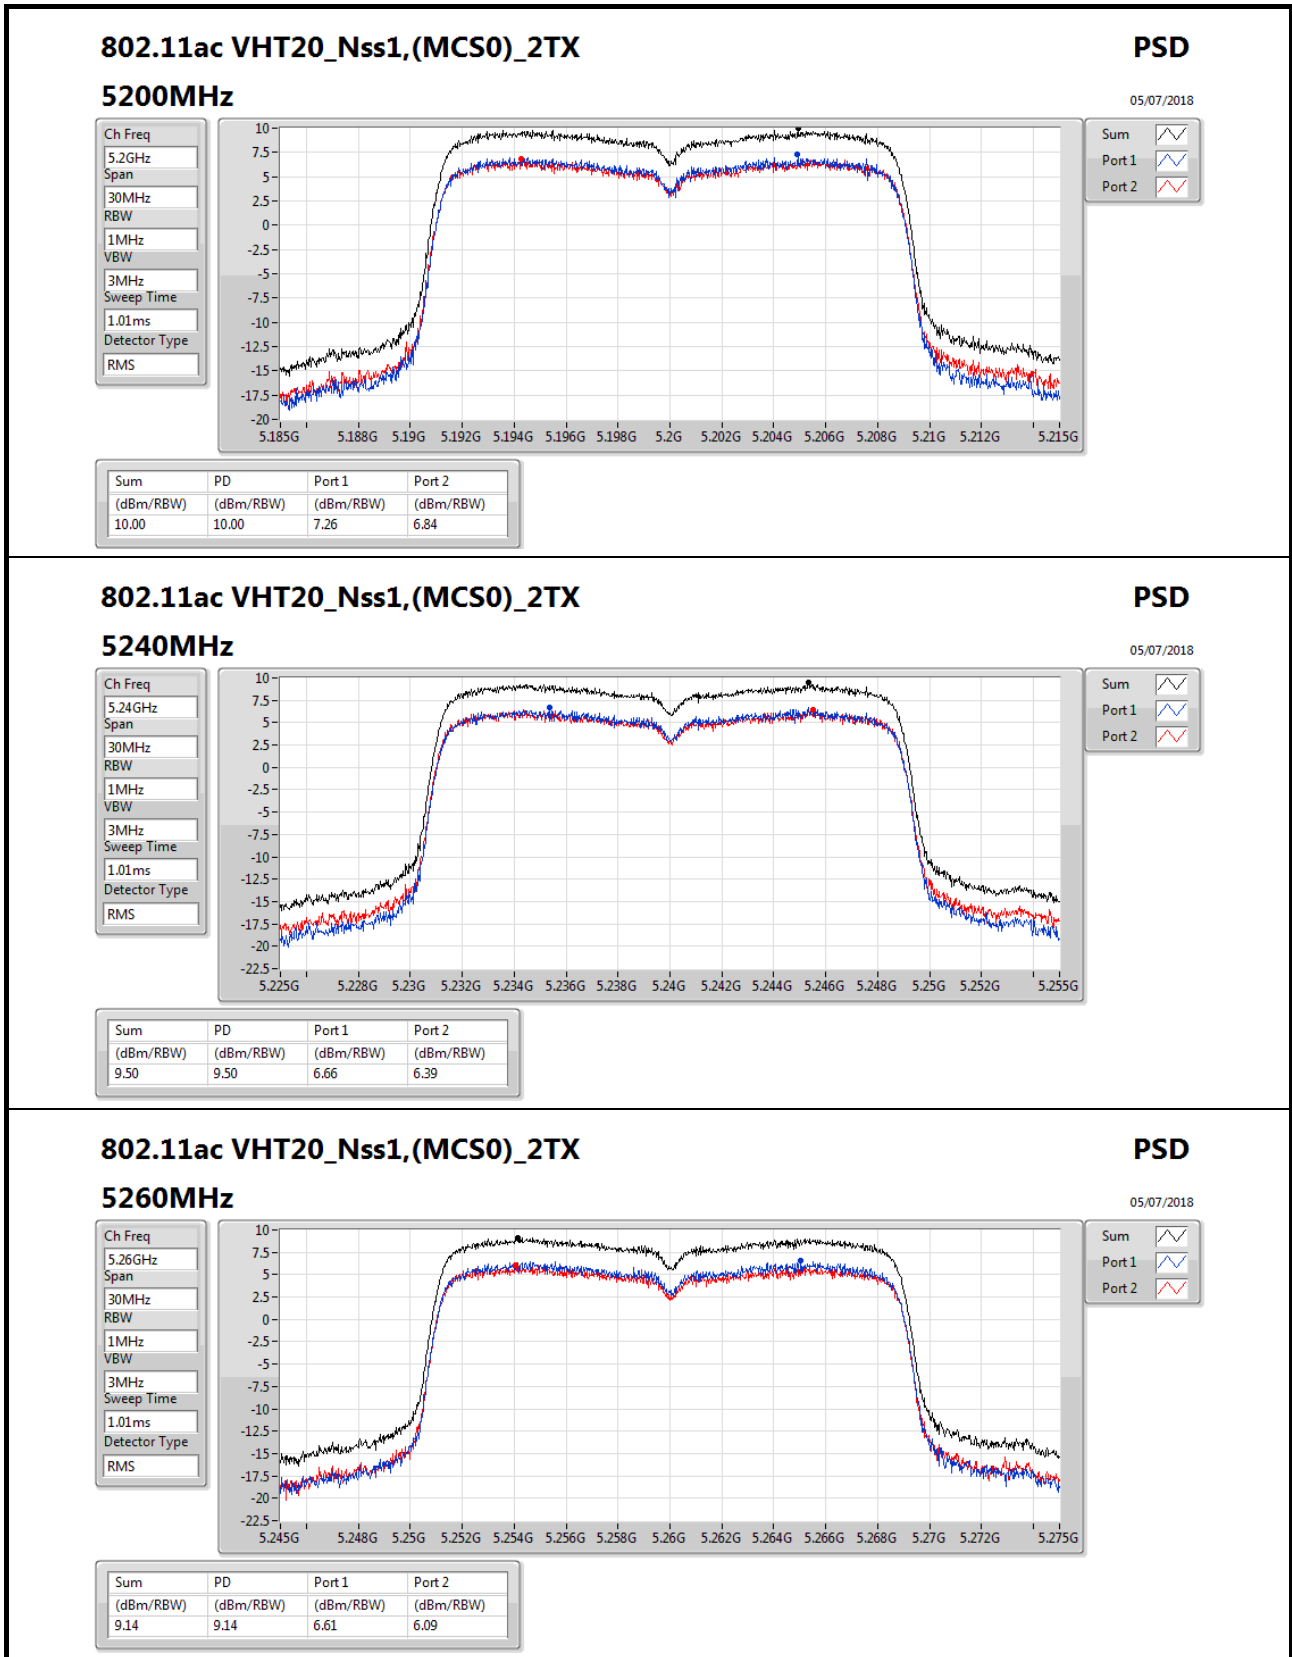 802.11ac VHT20_Nss1,(MCS0)_2TX PSD
5200MHz 05/07/2018
Ch Freq
5.2GHz
Span
30MHz
RBW
1MHz
VBW
3MHz
Sweep Time
1.01ms
Detector Type
RMS
10
7.5
5
2.5
0
-2.5
-5
-7.5
-10
-12.5
-15
-17.5
-20
5.185G 5.188G 5.19G 5.192G 5.194G 5.196G 5.198G 5.2G 5.202G 5.204G 5.206G 5.208G 5.21G 5.212G 5.215G
Sum
Port 1
Port 2
Sum PD Port 1 Port 2
(dBm/RBW) (dBm/RBW) (dBm/RBW) (dBm/RBW)
10.00 10.00 7.26 6.84
802.11ac VHT20_Nss1,(MCS0)_2TX PSD
5240MHz 05/07/2018
Ch Freq
5.24GHz
Span
30MHz
RBW
1MHz
VBW
3MHz
Sweep Time
1.01ms
Detector Type
RMS
10
7.5
5
2.5
0
-2.5
-5
-7.5
-10
-12.5
-15
-17.5
-20
-22.5
5.225G 5.228G 5.23G 5.232G 5.234G 5.236G 5.238G 5.24G 5.242G 5.244G 5.246G 5.248G 5.25G 5.252G 5.255G
Sum
Port 1
Port 2
Sum PD Port 1 Port 2
(dBm/RBW) (dBm/RBW) (dBm/RBW) (dBm/RBW)
9.50 9.50 6.66 6.39
802.11ac VHT20_Nss1,(MCS0)_2TX PSD
5260MHz 05/07/2018
Ch Freq
5.26GHz
Span
30MHz
RBW
1MHz
VBW
3MHz
Sweep Time
1.01ms
Detector Type
RMS
10
7.5
5
2.5
0
-2.5
-5
-7.5
-10
-12.5
-15
-17.5
-20
-22.5
5.245G 5.248G 5.25G 5.252G 5.254G 5.256G 5.258G 5.26G 5.262G 5.264G 5.266G 5.268G 5.27G 5.272G 5.275G
Sum
Port 1
Port 2
Sum PD Port 1 Port 2
(dBm/RBW) (dBm/RBW) (dBm/RBW) (dBm/RBW)
9.14 9.14 6.61 6.09